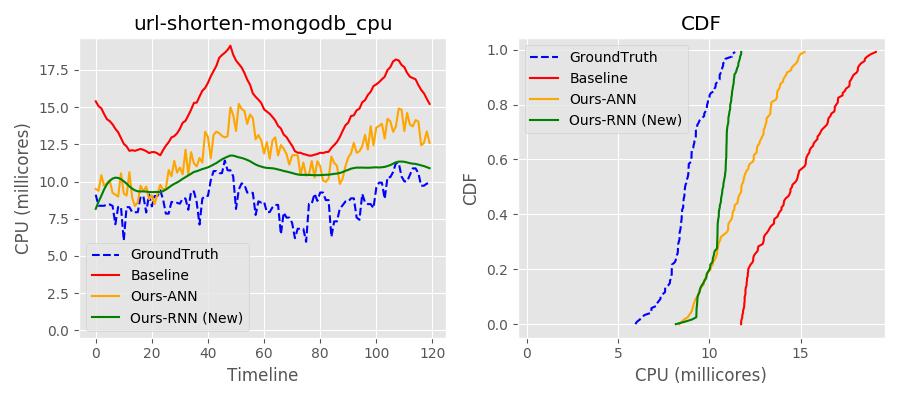 url-shorten-mongodb_cpu
CPU (millicores)
17.5
15.0
12.5
10.0
7.5
5.0
2.5
0.0
GroundTruth
Baseline
Ours-ANN
Ours-RNN (New)
0 20 40 60 80 100 120
Timeline
CDF
CDF
1.0
0.8
0.6
0.4
0.2
0.0
GroundTruth
Baseline
Ours-ANN
Ours-RNN (New)
0 5 10 15
CPU (millicores)